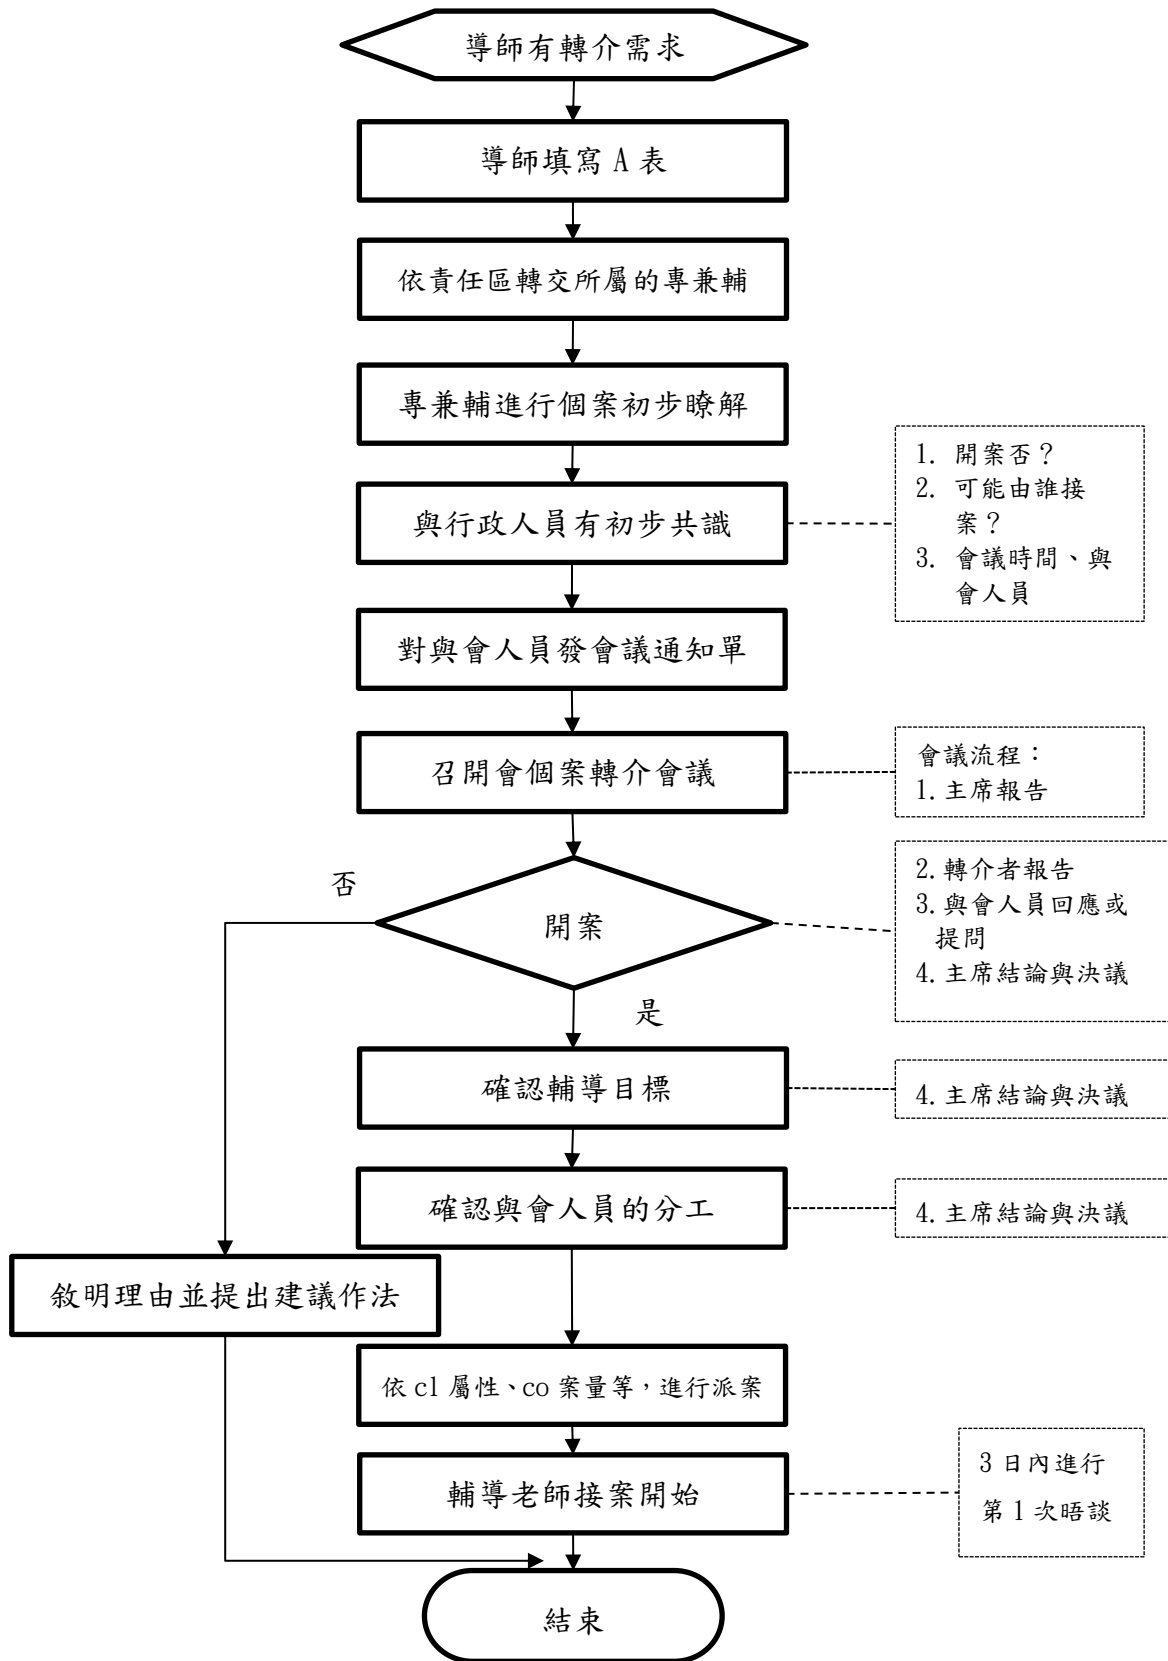 導師有轉介需求
導師填寫 A 表
依責任區轉交所屬的專兼輔
專兼輔進行個案初步瞭解
與行政人員有初步共識
1. 開案否？
2. 可能由誰接
案？
3. 會議時間、與
會人員
對與會人員發會議通知單
召開會個案轉介會議
會議流程：
1.主席報告
開案
否
是
2.轉介者報告
3.與會人員回應或
提問
4.主席結論與決議
確認輔導目標
4.主席結論與決議
確認與會人員的分工
4.主席結論與決議
敘明理由並提出建議作法
依 cl 屬性、co 案量等，進行派案
輔導老師接案開始
3 日內進行
第 1 次晤談
結束